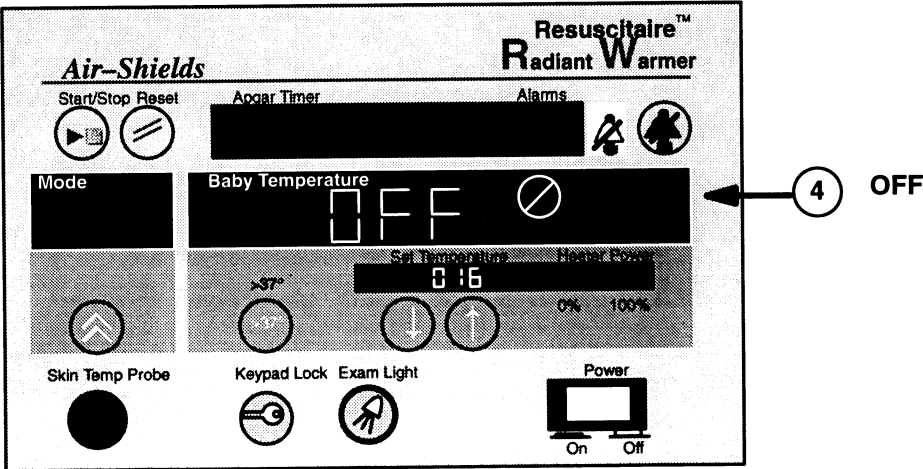 Resuscitaire™
Radiant Warmer
Air–Shields
Start/Stop Reset
Apgar Timer
Alarms
Mode
Baby Temperature
OFF
4 OFF
Set Temperature
Heater Power
016
>37°
>37°
0% 100%
Skin Temp Probe
Keypad Lock
Exam Light
Power
On
Off